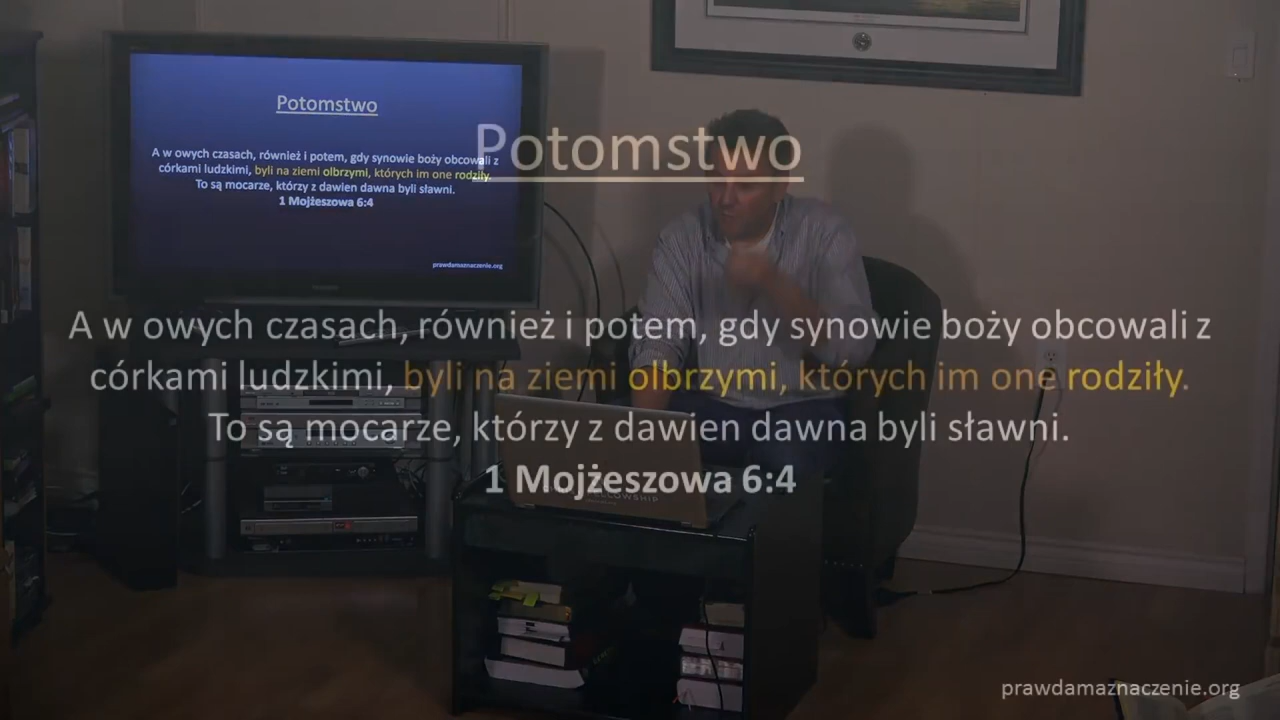 Potomstwo
A w owych czasach, również i potem, gdy synowie boży obcowali z
córkami ludzkimi, byli na ziemi olbrzymi, których im one rodziły.
To są mocarze, którzy z dawien dawna byli sławni.
1 Mojżeszowa 6:4
prawdamaznaczenie.org
Potomstwo
A w owych czasach, również i potem, gdy synowie boży obcowali z
córkami ludzkimi, byli na ziemi olbrzymi, których im one rodziły.
To są mocarze, którzy z dawien dawna byli sławni.
1 Mojżeszowa 6:4
FELLOWSHIP
prawdamaznaczenie.org